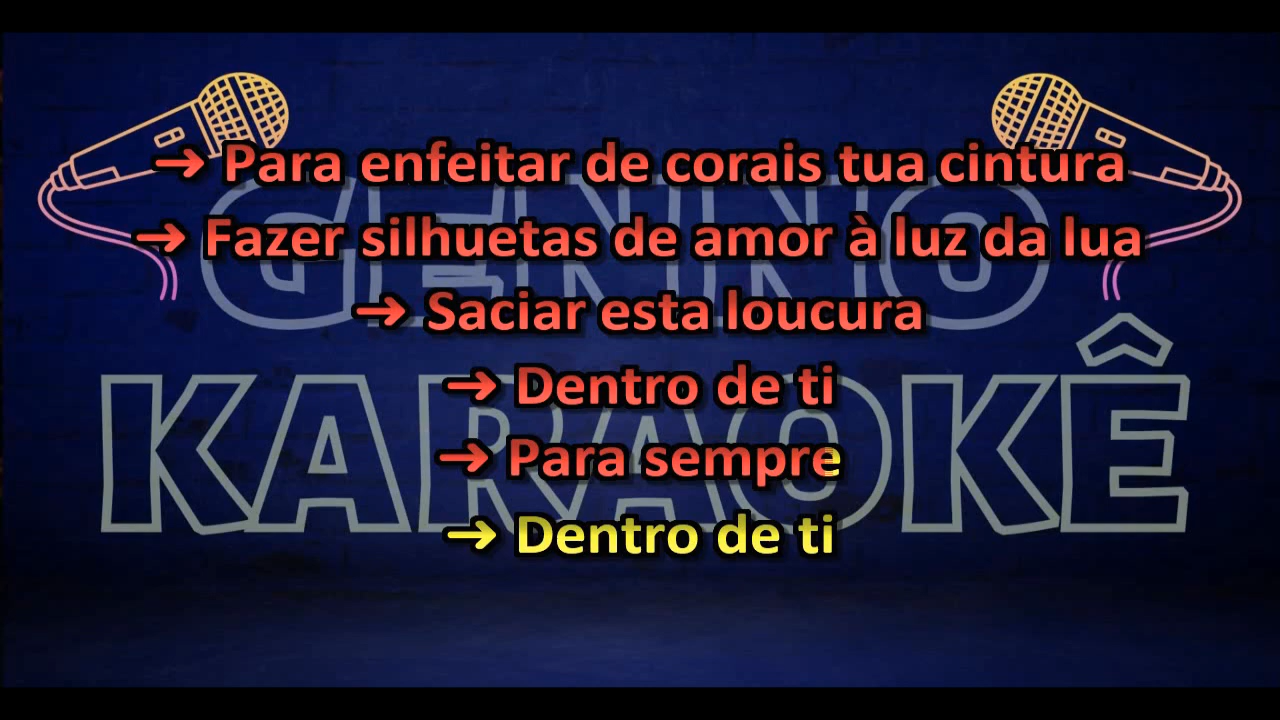 → Para enfeitar de corais tua cintura
→ Fazer silhuetas de amor à luz da lua
→ Saciar esta loucura
→ Dentro de ti
→ Para sempre
→ Dentro de ti
GENNO
KARAOKÊ